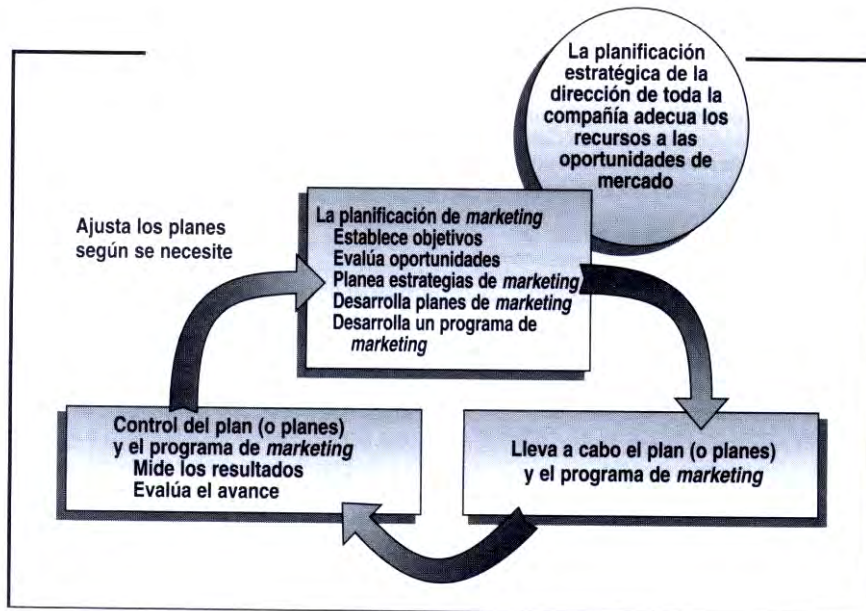 La planificación
estratégica de la
dirección de toda la
compañía adecua los
recursos a las
oportunidades de
mercado
La planificación de marketing
Establece objetivos
Evalúa oportunidades
Planea estrategias de marketing
Desarrolla planes de marketing
Desarrolla un programa de
marketing
Ajusta los planes
según se necesite
Control del plan (o planes)
y el programa de marketing
Mide los resultados
Evalúa el avance
Lleva a cabo el plan (o planes)
y el programa de marketing